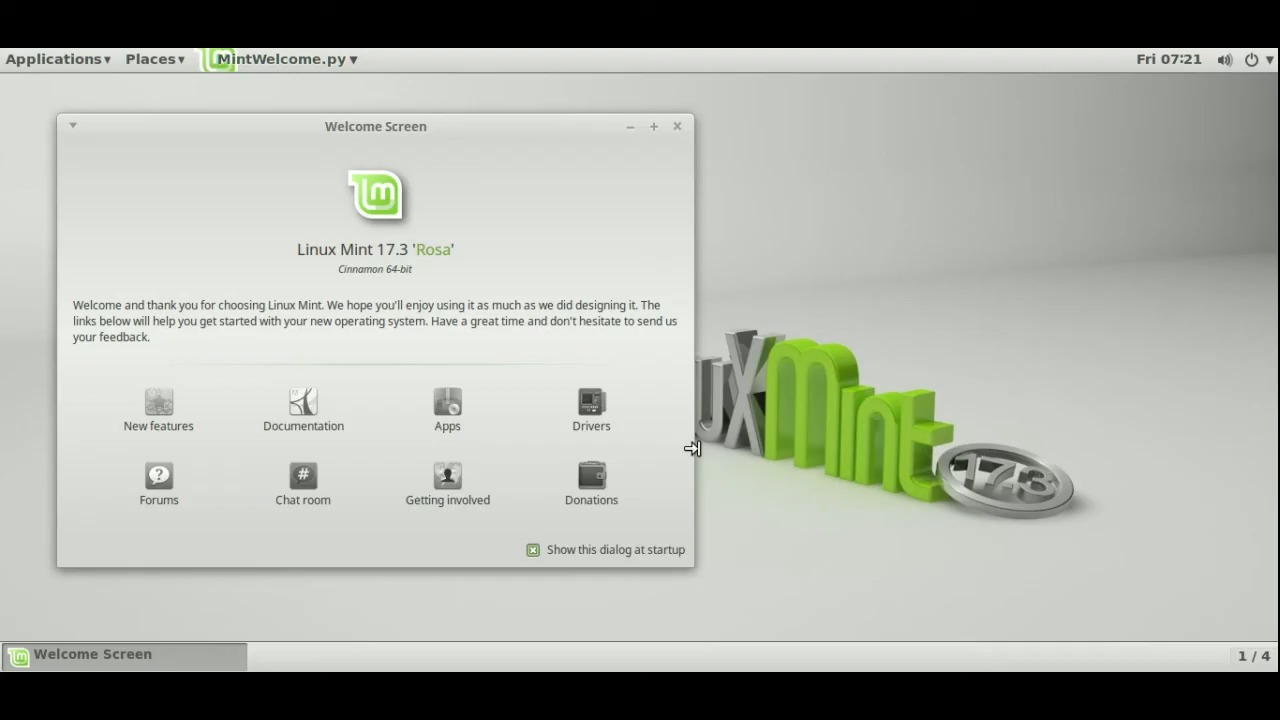 Applications▾ Places▾ MintWelcome.py ▾ Fri 07:21
Welcome Screen
Linux Mint 17.3 'Rosa'
Cinnamon 64-bit
Welcome and thank you for choosing Linux Mint. We hope you'll enjoy using it as much as we did designing it. The
links below will help you get started with your new operating system. Have a great time and don't hesitate to send us
your feedback.
New features Documentation Apps Drivers
Forums Chat room Getting involved Donations
Show this dialog at startup
uX Mint 17.3
Welcome Screen 1 / 4